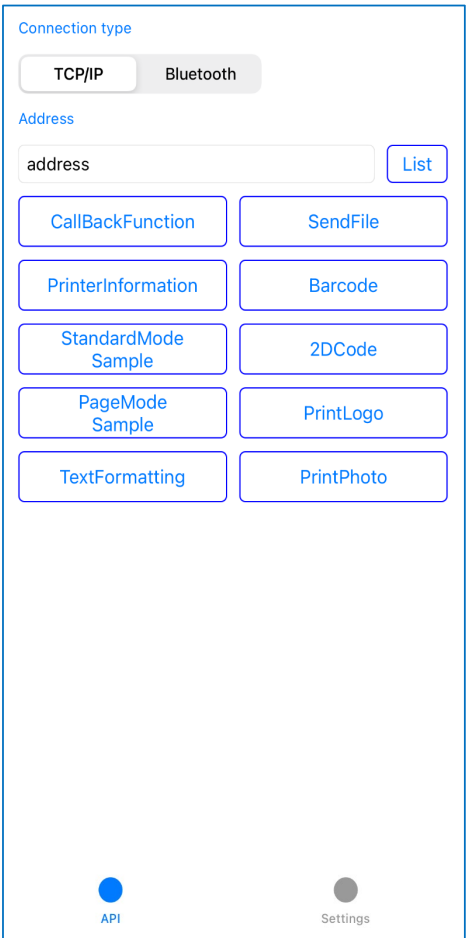 Connection type
TCP/IP Bluetooth
Address
address List
CallBackFunction SendFile
PrinterInformation Barcode
StandardMode
Sample
2DCode
PageMode
Sample
PrintLogo
TextFormatting PrintPhoto
API Settings